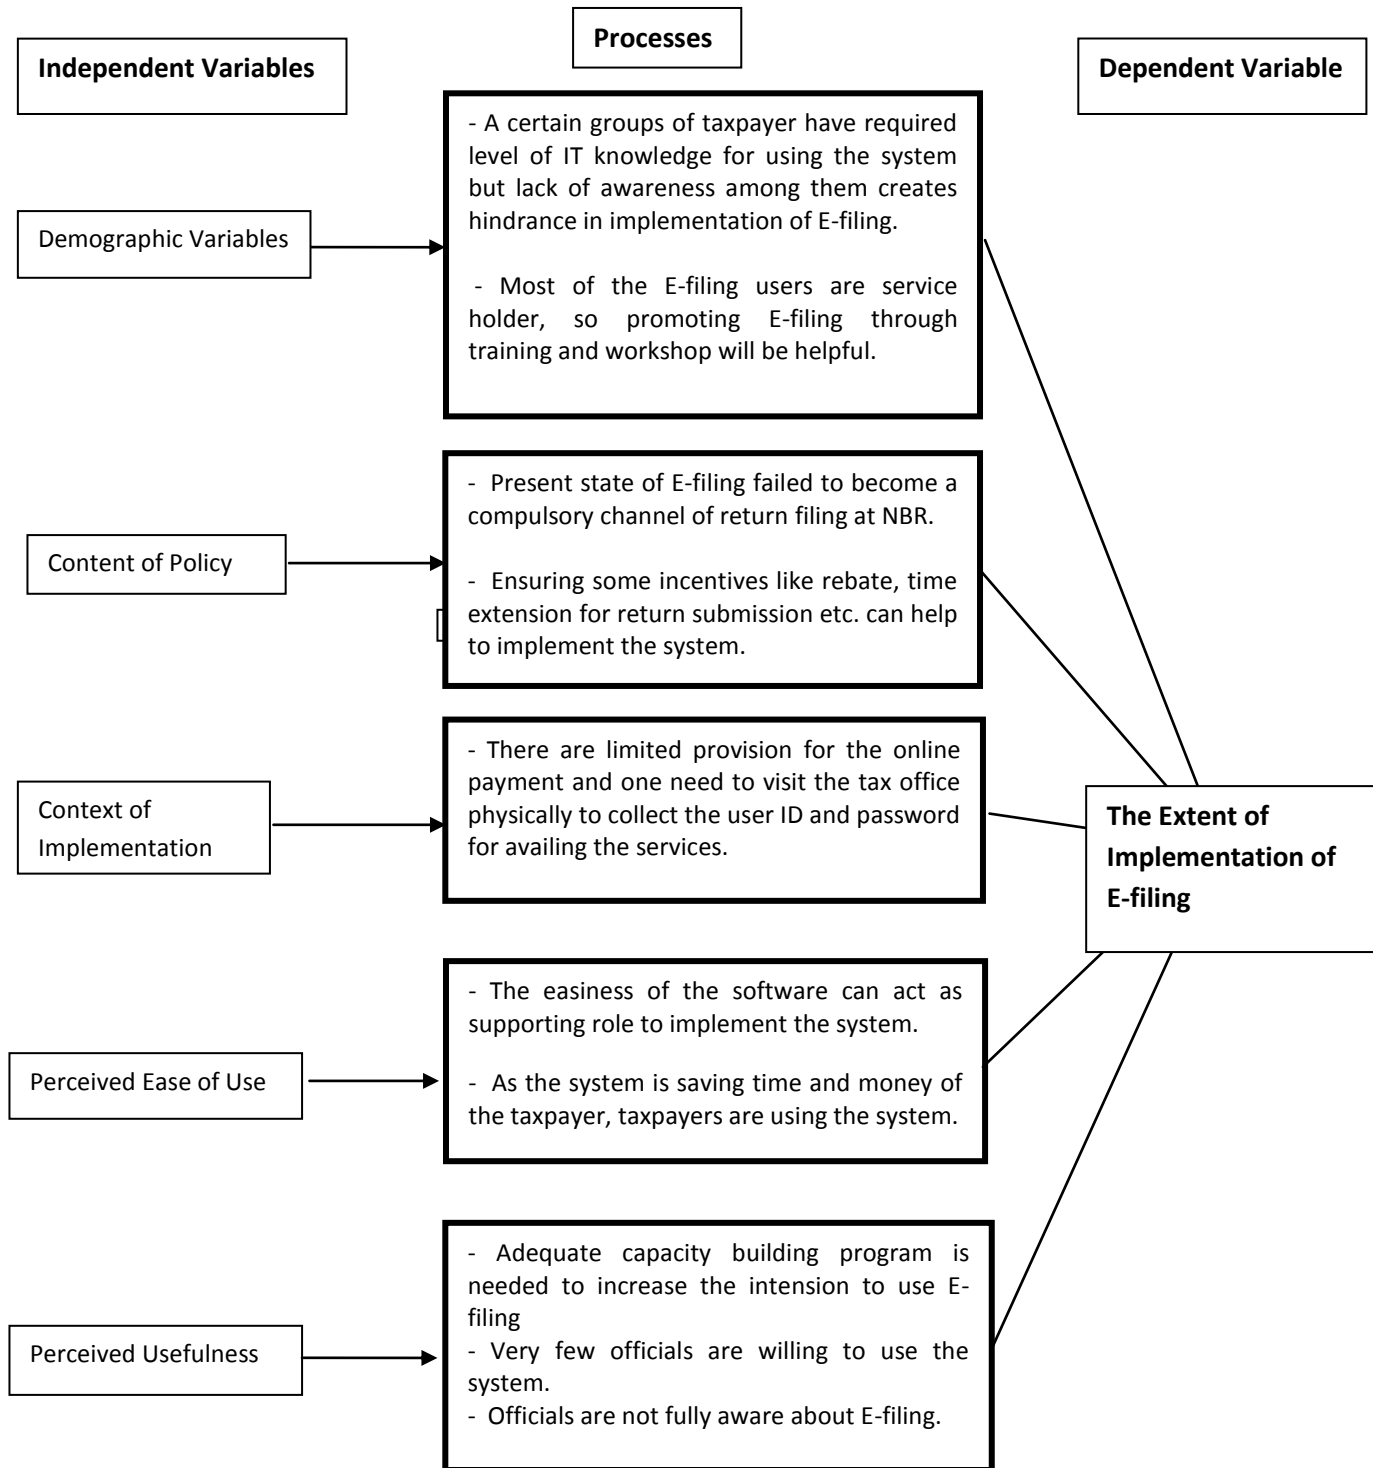 Processes
Independent Variables
Dependent Variable
Demographic Variables
- A certain groups of taxpayer have required
level of IT knowledge for using the system
but lack of awareness among them creates
hindrance in implementation of E-filing.
- Most of the E-filing users are service
holder, so promoting E-filing through
training and workshop will be helpful.
Content of Policy
- Present state of E-filing failed to become a
compulsory channel of return filing at NBR.
- Ensuring some incentives like rebate, time
extension for return submission etc. can help
to implement the system.
Context of
Implementation
- There are limited provision for the online
payment and one need to visit the tax office
physically to collect the user ID and password
for availing the services.
The Extent of
Implementation of
E-filing
Perceived Ease of Use
- The easiness of the software can act as
supporting role to implement the system.
- As the system is saving time and money of
the taxpayer, taxpayers are using the system.
Perceived Usefulness
- Adequate capacity building program is
needed to increase the intension to use E-
filing
- Very few officials are willing to use the
system.
- Officials are not fully aware about E-filing.